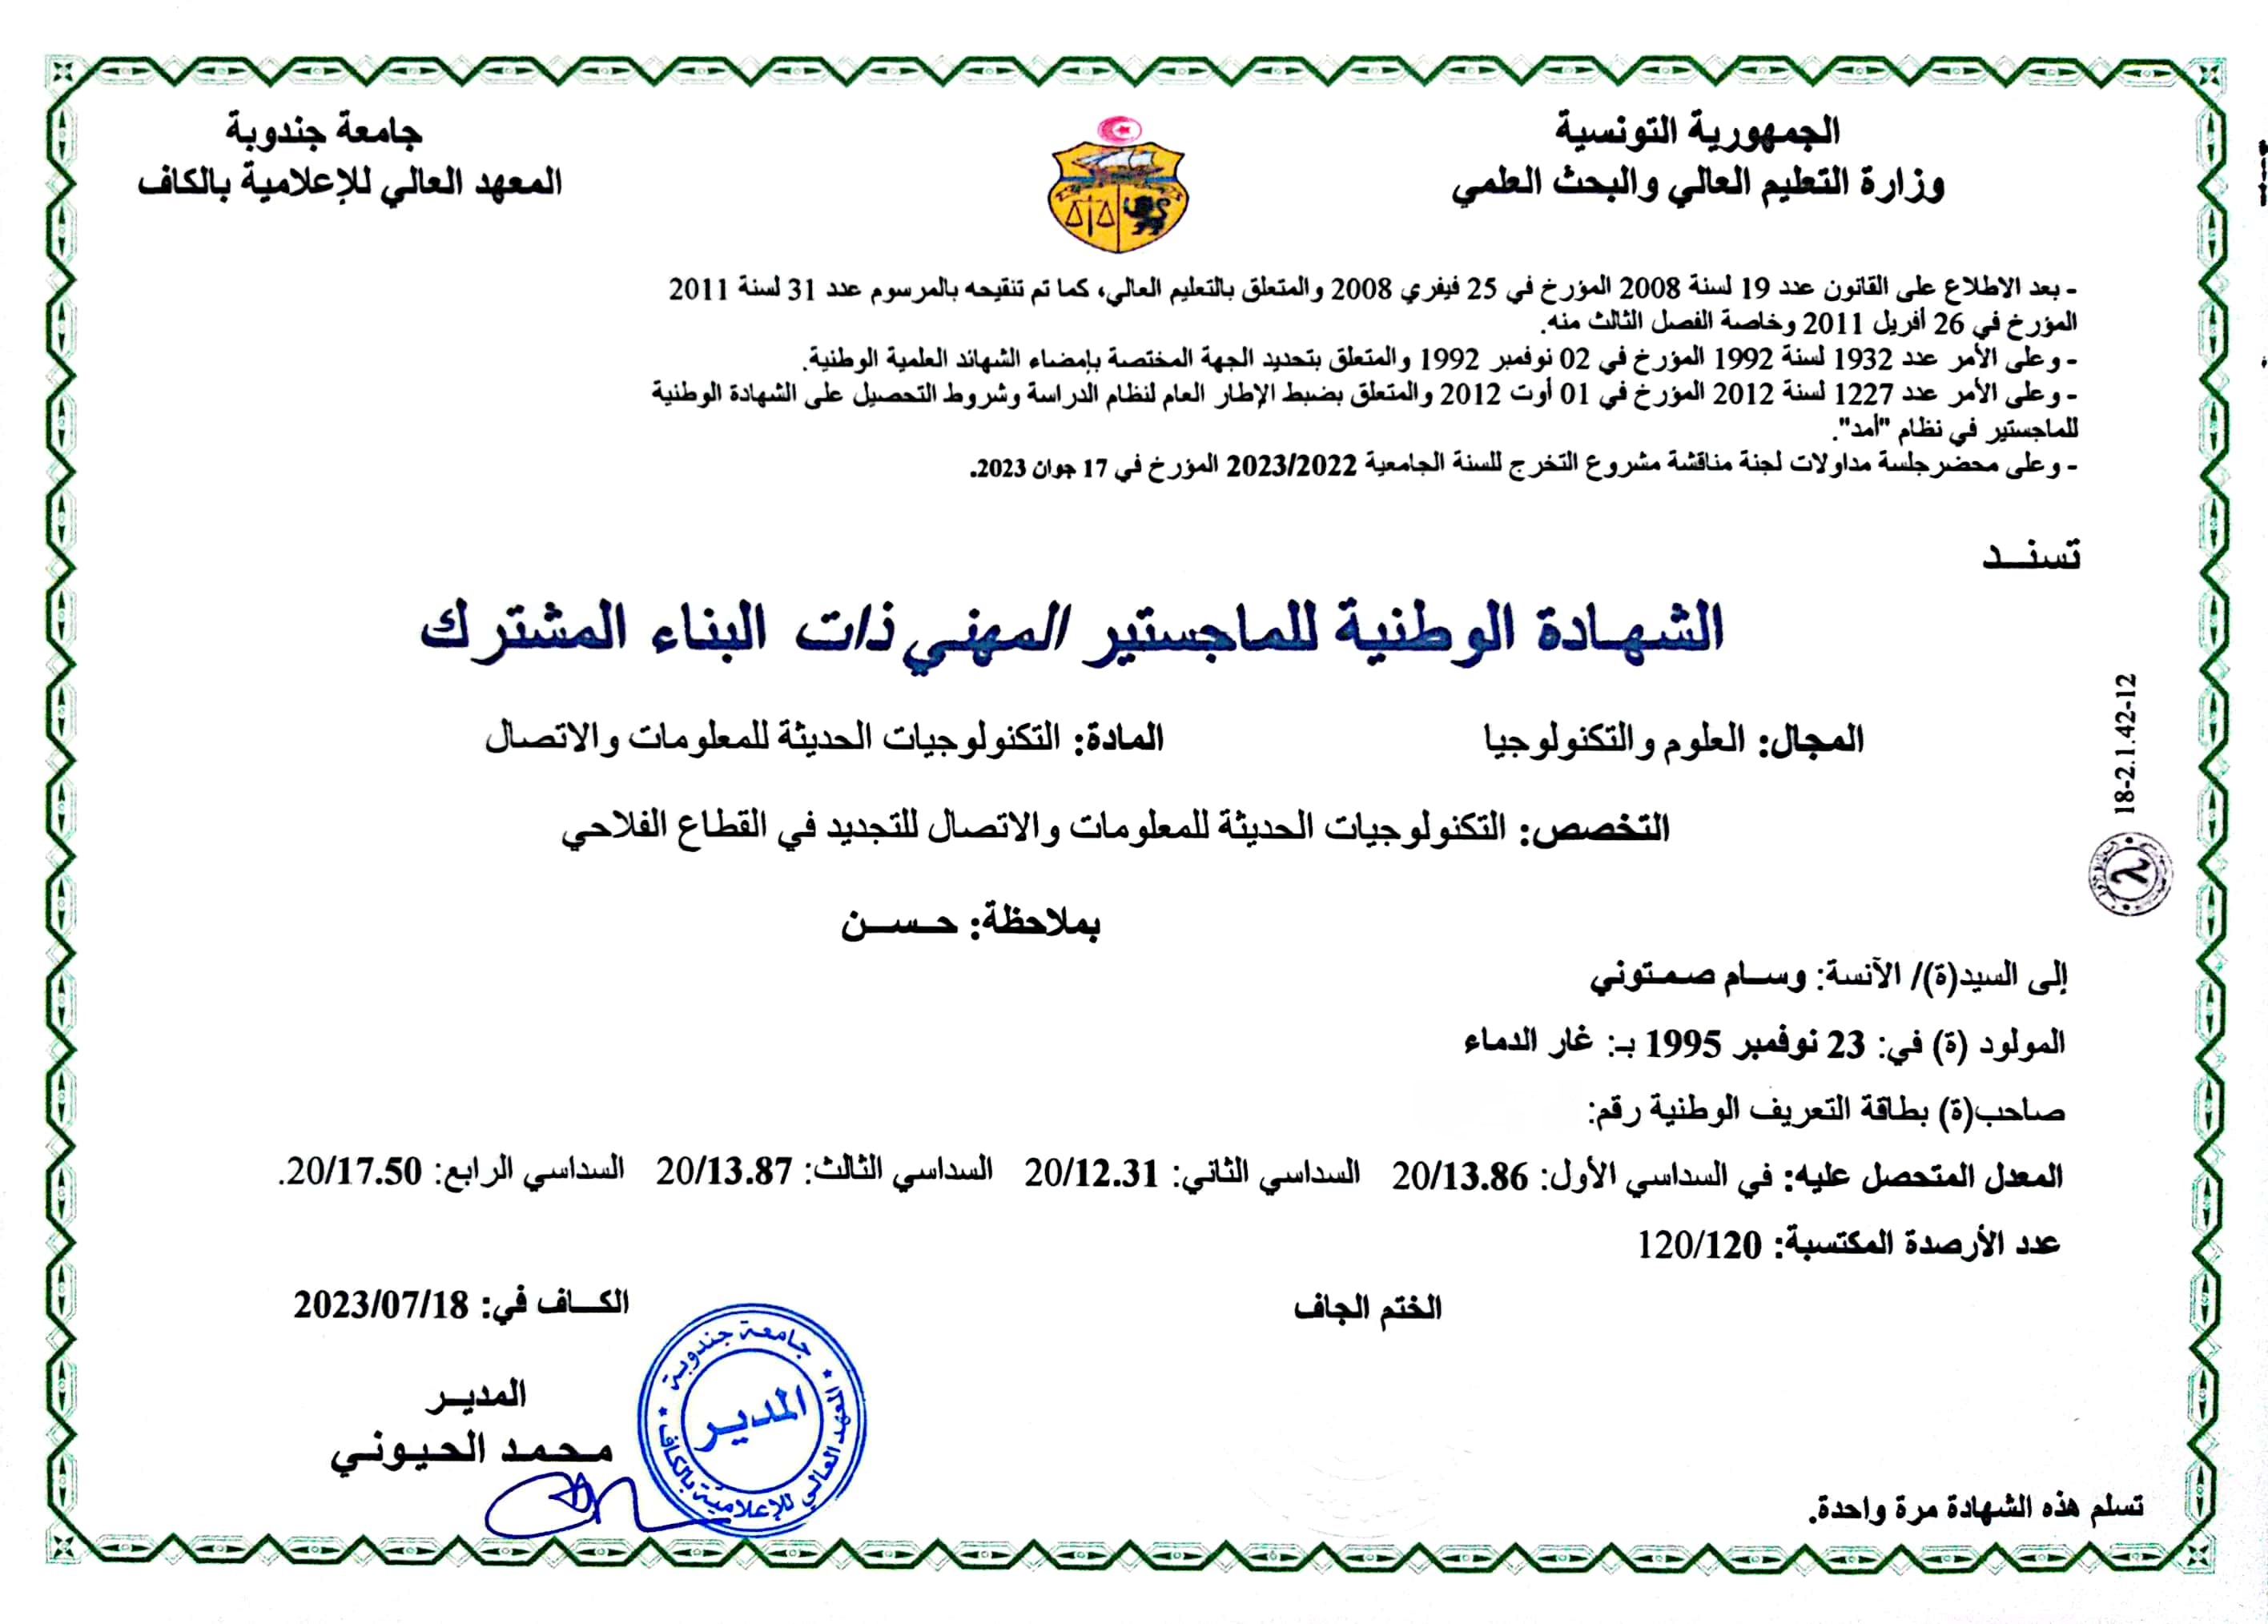 الجمهورية التونسية
وزارة التعليم العالي والبحث العلمي
جامعة جندوبة
المعهد العالي للإعلامية بالكاف
- بعد الاطلاع على القانون عدد 19 لسنة 2008 المؤرخ في 25 فيفري 2008 والمتعلق بالتعليم العالي، كما تم تنقيحه بالمرسوم عدد 31 لسنة 2011
المؤرخ في 26 أفريل 2011 وخاصة الفصل الثالث منه.
- وعلى الأمر عدد 1932 لسنة 1992 المؤرخ في 02 نوفمبر 1992 والمتعلق بتحديد الجهة المختصة بإمضاء الشهائد العلمية الوطنية.
- وعلى الأمر عدد 1227 لسنة 2012 المؤرخ في 01 أوت 2012 والمتعلق بضبط الإطار العام لنظام الدراسة وشروط التحصيل على الشهادة الوطنية
للماجستير في نظام "أمد".
- وعلى محضرجلسة مداولات لجنة مناقشة مشروع التخرج للسنة الجامعية 2023/2022 المؤرخ في 17 جوان 2023.
تسنـــد
الشهـادة الوطنية للماجستير المهني ذات البناء المشترك
المجال: العلوم والتكنولوجيا
المادة: التكنولوجيات الحديثة للمعلومات والاتصال
التخصص: التكنولوجيات الحديثة للمعلومات والاتصال للتجديد في القطاع الفلاحي
بملاحظة: حـســـن
إلى السيد(ة)/ الآنسة: وســام صمـتوني
المولود (ة) في: 23 نوفمبر 1995 بـ: غار الدماء
صاحب(ة) بطاقة التعريف الوطنية رقم:
المعدل المتحصل عليه: في السداسي الأول: 20/13.86 السداسي الثاني: 20/12.31 السداسي الثالث: 20/13.87 السداسي الرابع: 20/17.50.
عدد الأرصدة المكتسبة: 120/120
الختم الجاف
الكـــاف في: 2023/07/18
المديـر
محمد الحيوني
جامعة جندوبة
المعهد العالي للإعلامية بالكاف
المدير
تسلم هذه الشهادة مرة واحدة.
18-2.1.42-12